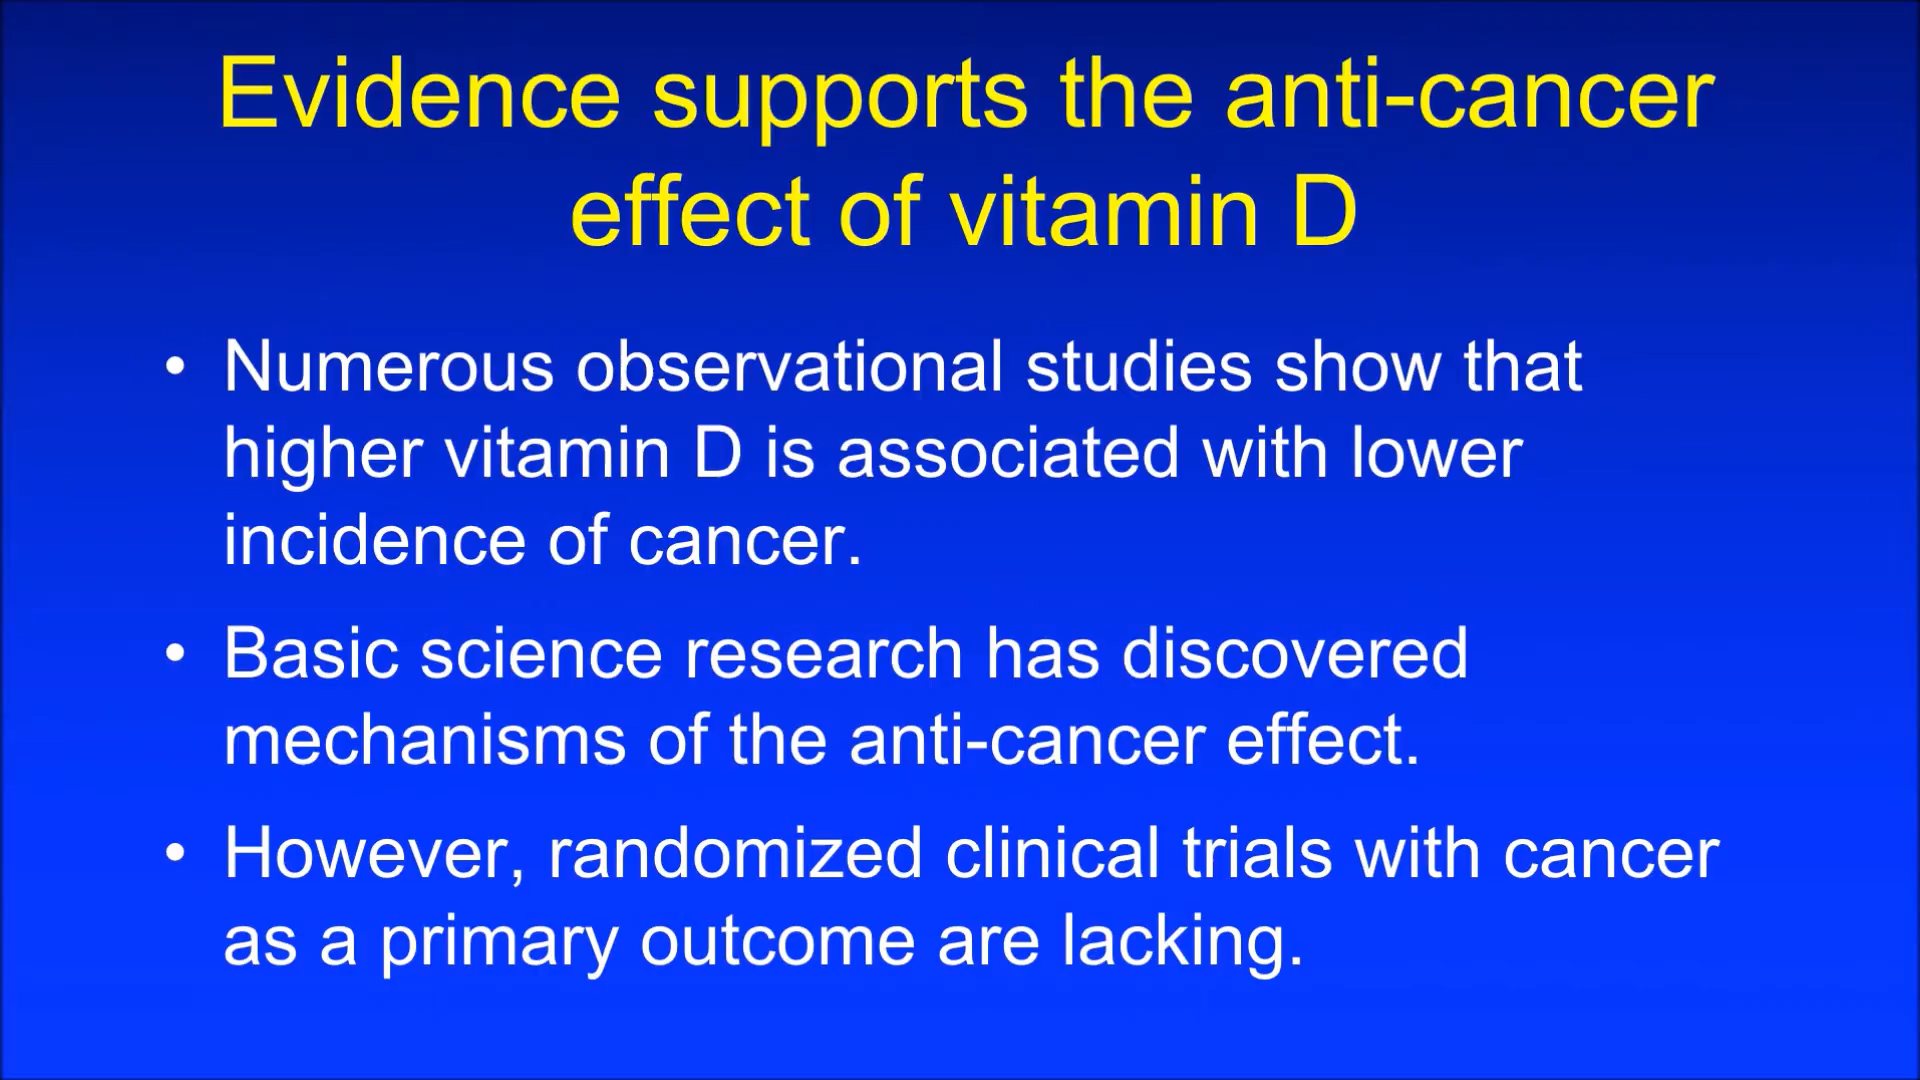 Evidence supports the anti-cancer
effect of vitamin D
• Numerous observational studies show that
higher vitamin D is associated with lower
incidence of cancer.
• Basic science research has discovered
mechanisms of the anti-cancer effect.
• However, randomized clinical trials with cancer
as a primary outcome are lacking.